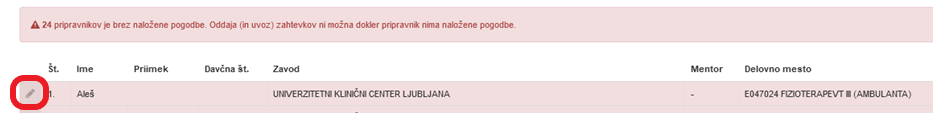 24 pripravnikov je brez naložene pogodbe. Oddaja (in uvoz) zahtevkov ni možna dokler pripravnik nima naložene pogodbe.
Št. Ime Priimek Davčna št. Zavod Mentor Delovno mesto
1. Aleš UNIVERZITETNI KLINIČNI CENTER LJUBLJANA - E047024 FIZIOTERAPEVT III (AMBULANTA)